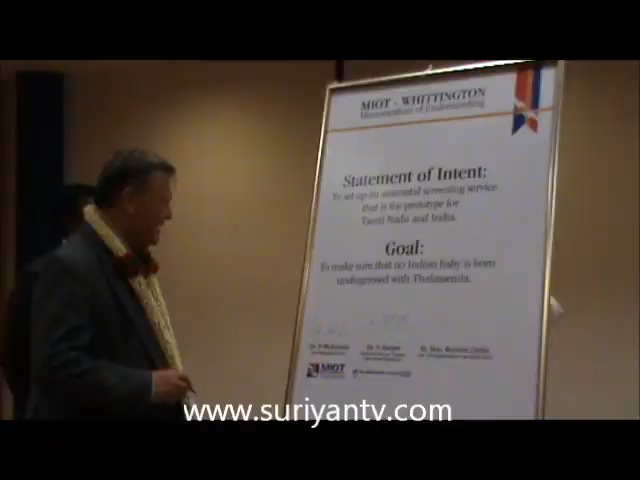 MIOT - WHITTINGTON
Memorandum of Understanding
Statement of Intent:
To set up an antenatal screening service
that is the prototype for
Tamil Nadu and India.
Goal:
To make sure that no Indian baby is born
undiagnosed with Thalassemia.
MIOT
www.suriyantv.com